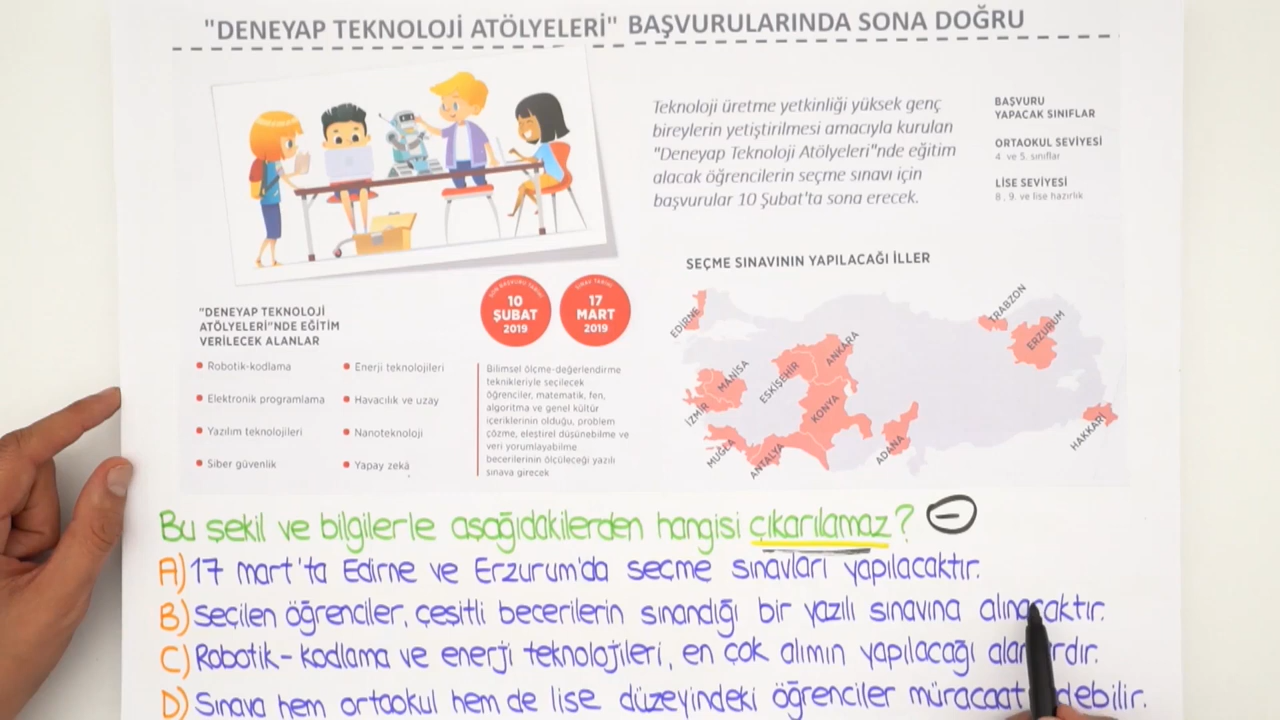 "DENEYAP TEKNOLOJİ ATÖLYELERİ" BAŞVURULARINDA SONA DOĞRU
Teknoloji üretme yetkinliği yüksek genç
bireylerin yetiştirilmesi amacıyla kurulan
"Deneyap Teknoloji Atölyeleri"nde eğitim
alacak öğrencilerin seçme sınavı için
başvurular 10 Şubat'ta sona erecek.
BAŞVURU
YAPACAK SINIFLAR
ORTAOKUL SEVİYESİ
4. ve 5. sınıflar
LİSE SEVİYESİ
8., 9. ve lise hazırlık
"DENEYAP TEKNOLOJİ
ATÖLYELERİ"NDE EĞİTİM
VERİLECEK ALANLAR
Robotik-kodlama
Elektronik programlama
Yazılım teknolojileri
Siber güvenlik
Enerji teknolojileri
Havacılık ve uzay
Nanoteknoloji
Yapay zekâ
SON BAŞVURU TARİHİ
10
ŞUBAT
2019
SINAV TARİHİ
17
MART
2019
Bilimsel ölçme-değerlendirme
teknikleriyle seçilecek
öğrenciler, matematik, fen,
algoritma ve genel kültür
içeriklerinin olduğu, problem
çözme, eleştirel düşünebilme ve
veri yorumlayabilme
becerilerinin ölçüleceği yazılı
sınava girecek
SEÇME SINAVININ YAPILACAĞI İLLER
EDİRNE
TRABZON
ERZURUM
ANKARA
ESKİŞEHİR
MANİSA
İZMİR
KONYA
MUĞLA
ANTALYA
ADANA
HAKKARİ
Bu şekil ve bilgilerle aşağıdakilerden hangisi çıkarılamaz? -
A) 17 mart'ta Edirne ve Erzurum'da seçme sınavları yapılacaktır.
B) Seçilen öğrenciler, çeşitli becerilerin sınandığı bir yazılı sınavına alınacaktır.
C) Robotik-kodlama ve enerji teknolojileri, en çok alımın yapılacağı
D) Sınava hem ortaokul hem de lise düzeyindeki öğrenciler müracaat